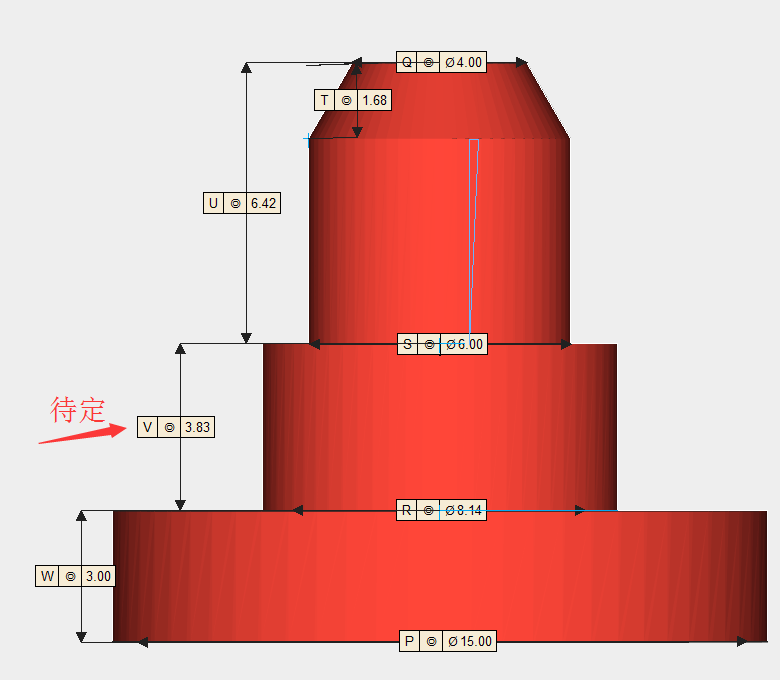 Q ⌾ Ø4.00
T ⌾ 1.68
U ⌾ 6.42
S ⌾ Ø6.00
待定
V ⌾ 3.83
R ⌾ Ø8.14
W ⌾ 3.00
P ⌾ Ø15.00